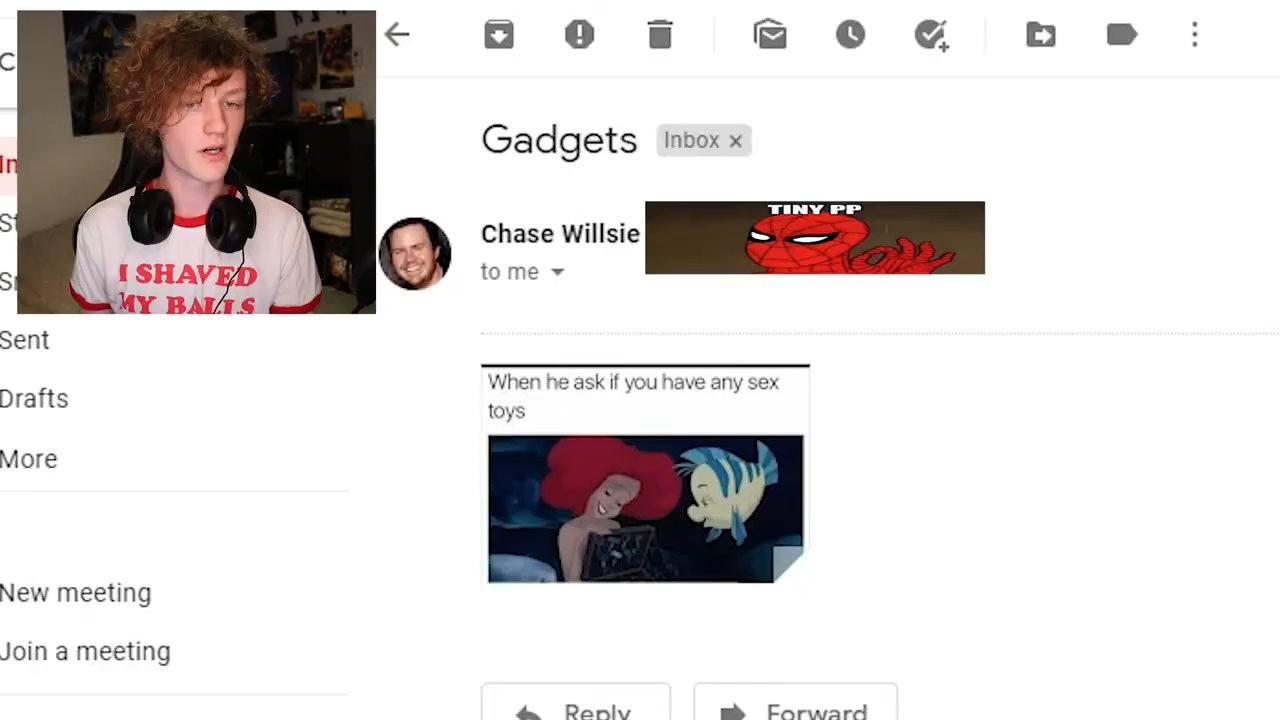 I SHAVED
MY BALLS
Gadgets
Inbox x
Chase Willsie
TINY PP
to me
When he ask if you have any sex
toys
Sent
Drafts
More
New meeting
Join a meeting
Reply
Forward